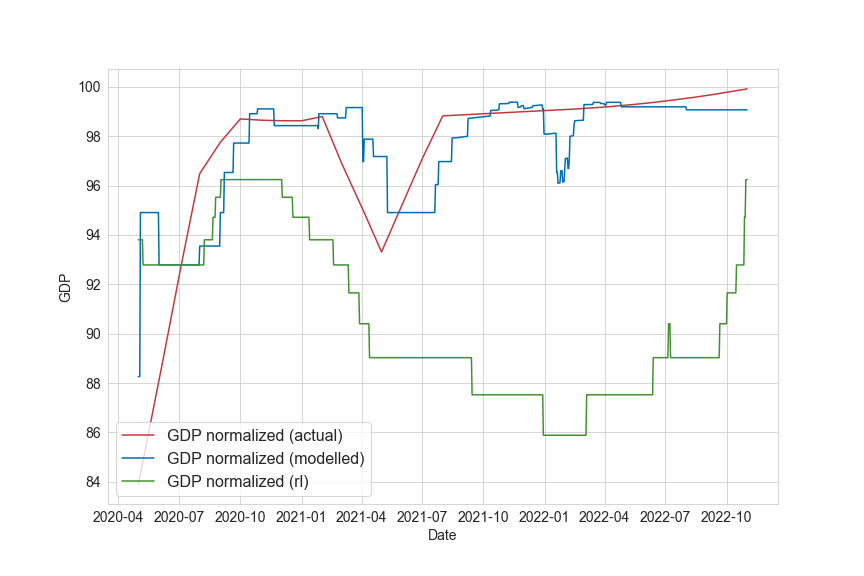 100
98
96
94
92
90
88
86
84
GDP
GDP normalized (actual)
GDP normalized (modelled)
GDP normalized (rl)
2020-04 2020-07 2020-10 2021-01 2021-04 2021-07 2021-10 2022-01 2022-04 2022-07 2022-10
Date